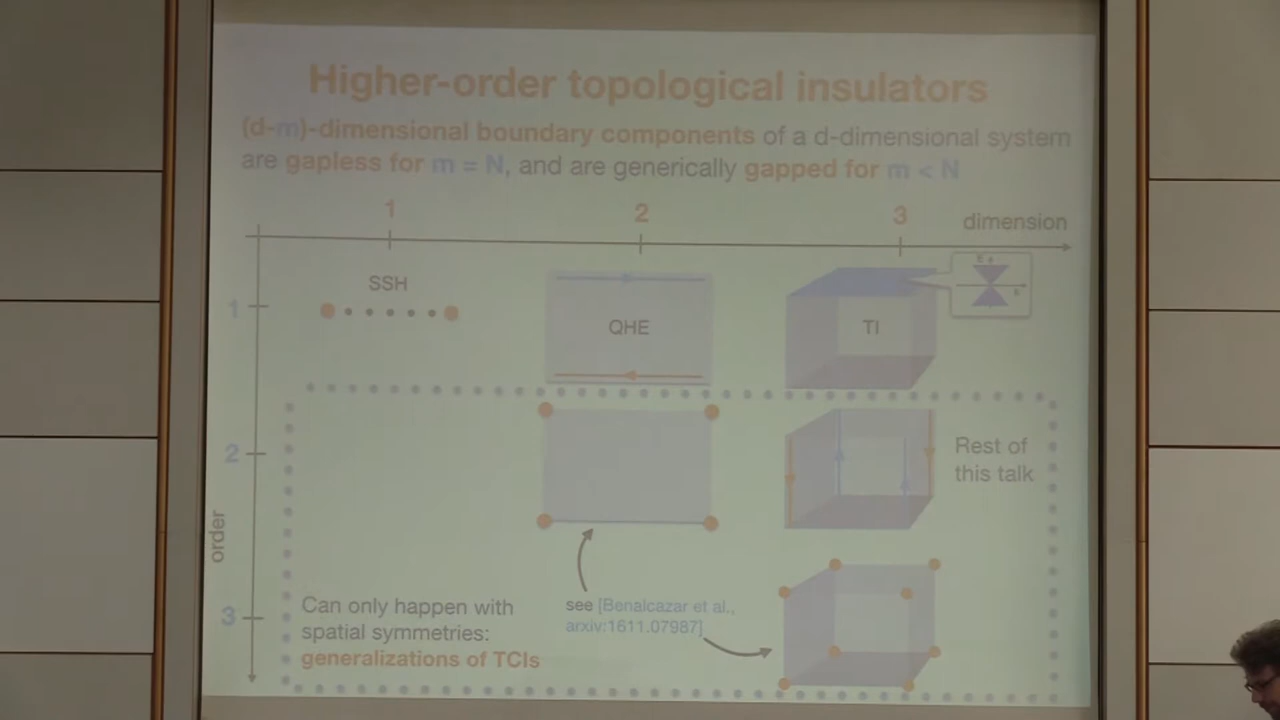 Higher-order topological insulators
(d-m)-dimensional boundary components of a d-dimensional system
are gapless for m = N, and are generically gapped for m < N
1 2 3 dimension
1
SSH
QHE
TI
2
Rest of
this talk
order
3
Can only happen with
spatial symmetries:
generalizations of TCIs
see [Benalcazar et al.,
arxiv:1611.07987]